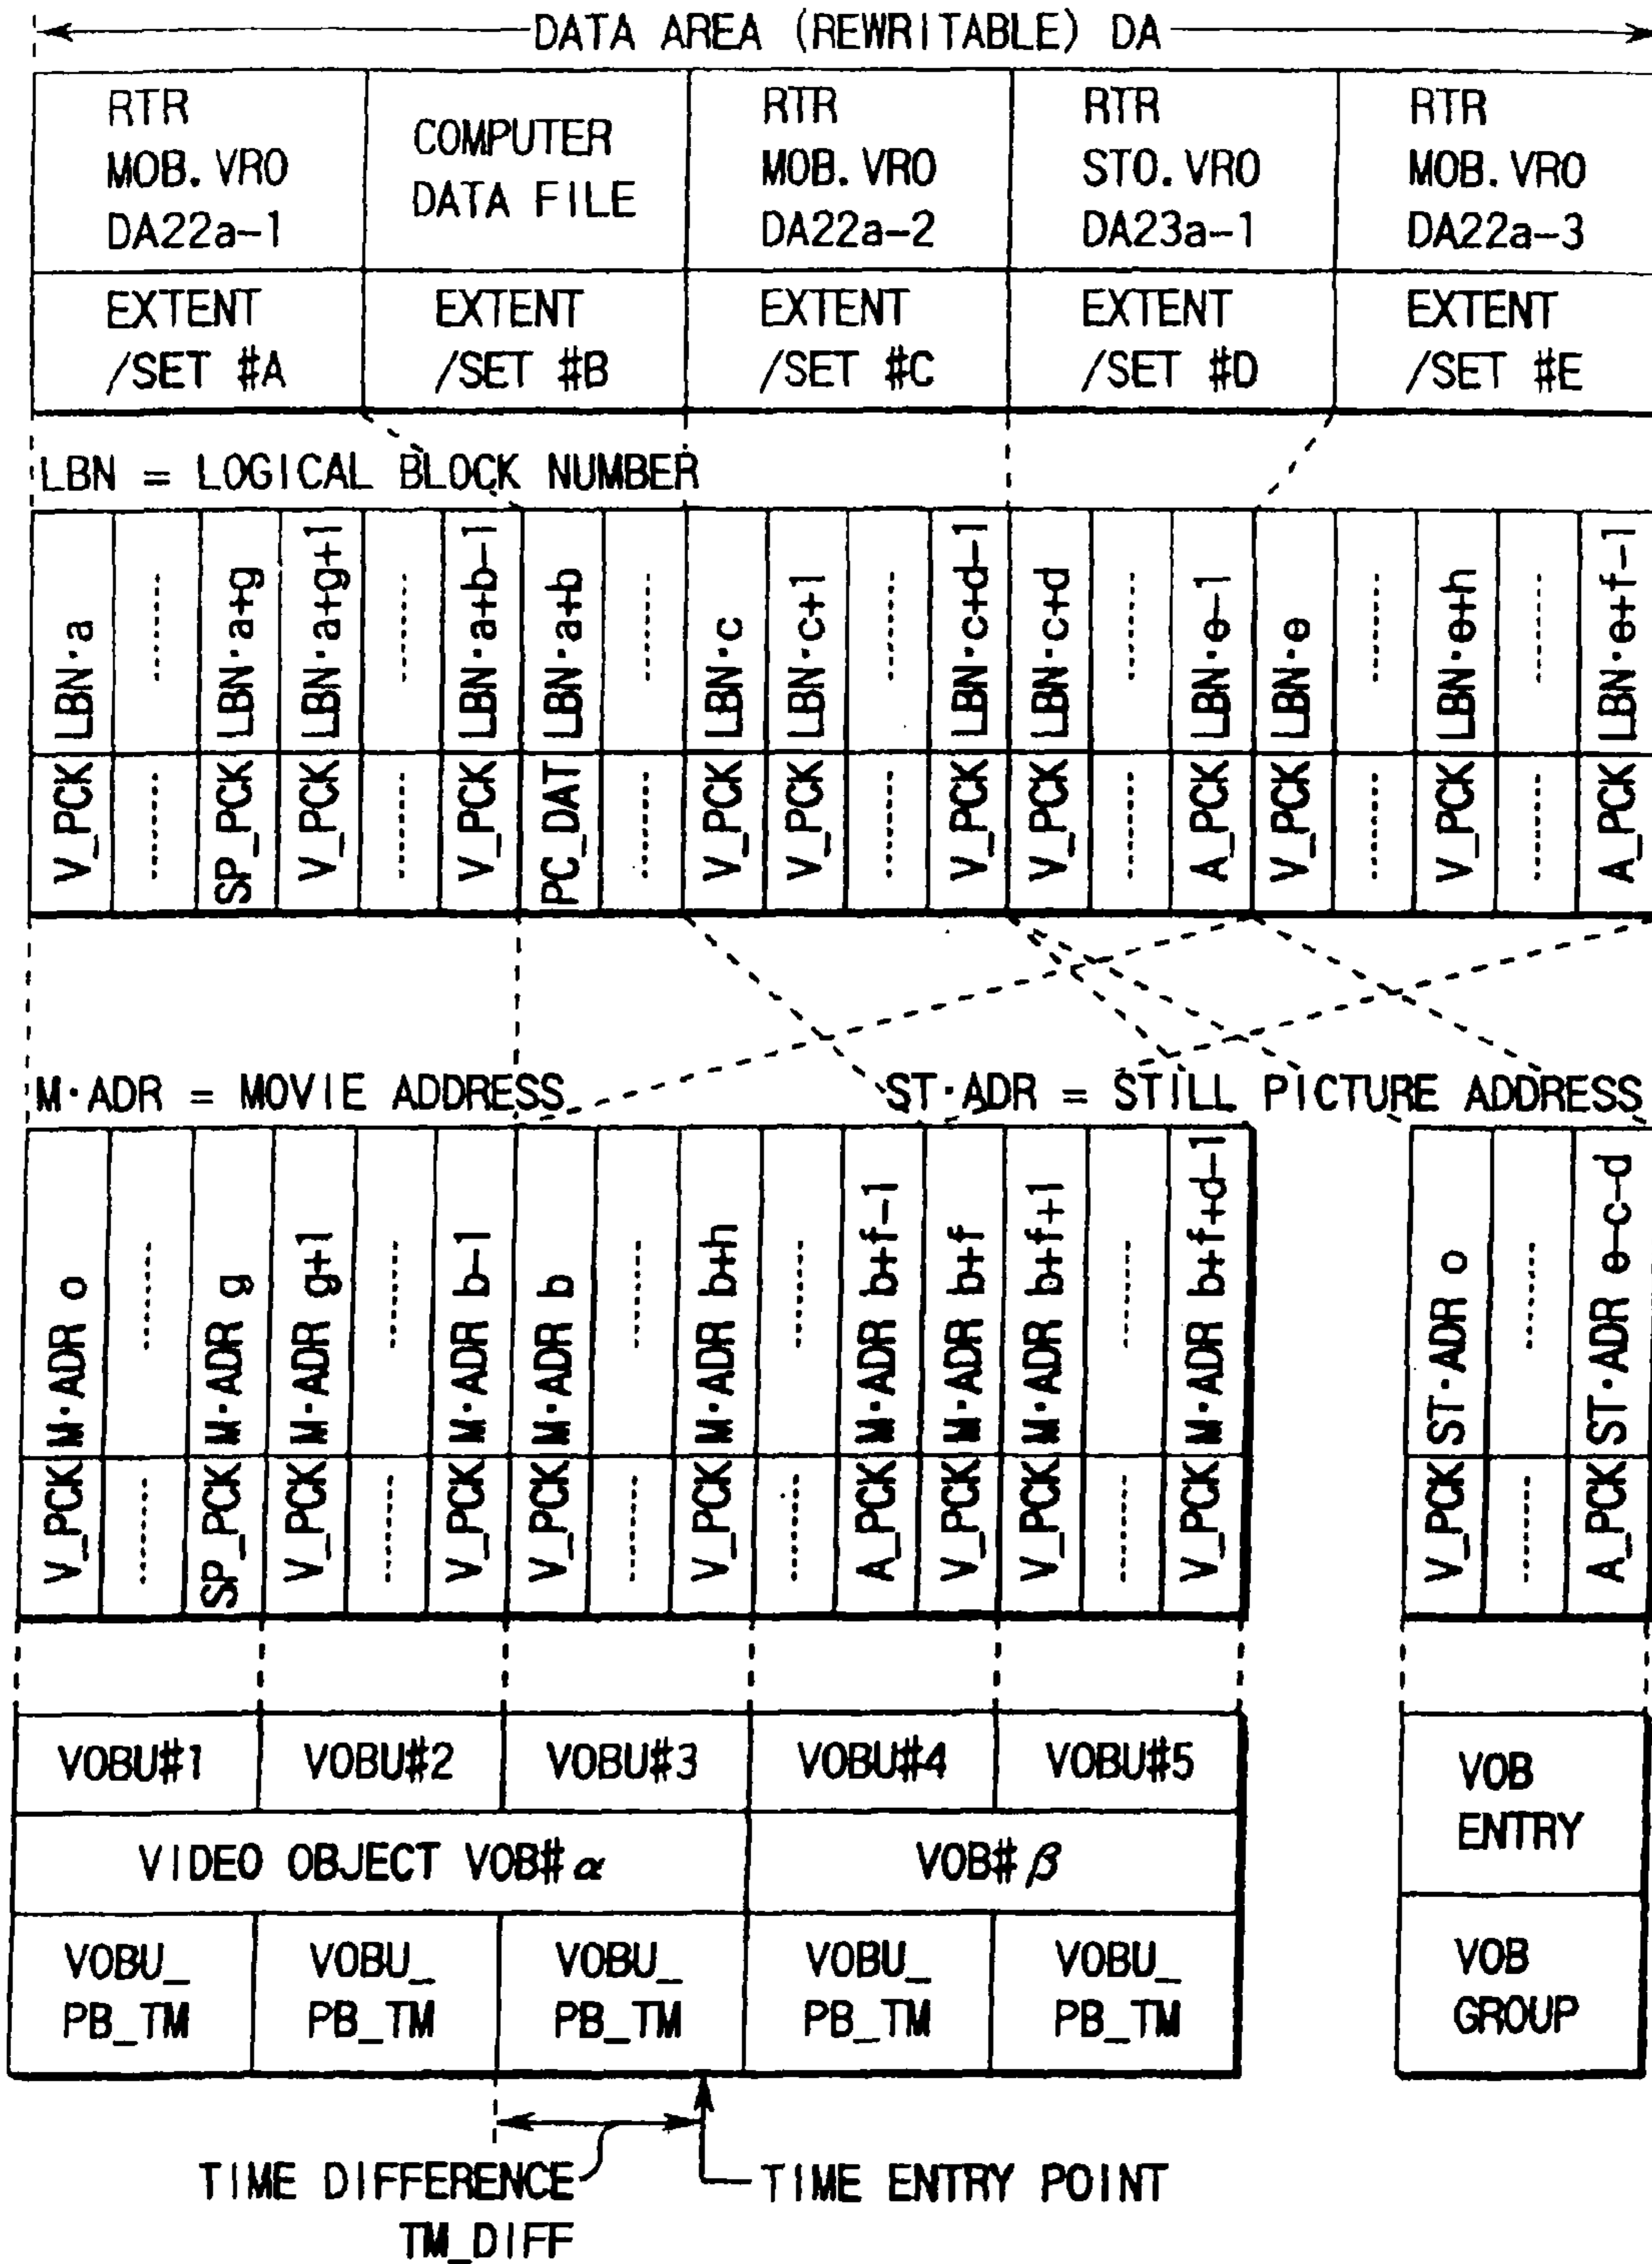 DATA AREA (REWRITABLE) DA
RTR
MOB.VRO
DA22a-1
COMPUTER
DATA FILE
RTR
MOB.VRO
DA22a-2
RTR
STO.VRO
DA23a-1
RTR
MOB.VRO
DA22a-3
EXTENT
/SET #A
EXTENT
/SET #B
EXTENT
/SET #C
EXTENT
/SET #D
EXTENT
/SET #E
LBN = LOGICAL BLOCK NUMBER
V_PCK LBN·a
SP_PCK LBN·a+g
V_PCK LBN·a+g+1
V_PCK LBN·a+b-1
PC_DAT LBN·a+b
V_PCK LBN·c
V_PCK LBN·c+1
V_PCK LBN·c+d-1
V_PCK LBN·c+d
A_PCK LBN·e-1
V_PCK LBN·e
V_PCK LBN·e+h
A_PCK LBN·e+f-1
M·ADR = MOVIE ADDRESS
ST·ADR = STILL PICTURE ADDRESS
V_PCK M·ADR o
SP_PCK M·ADR g
V_PCK M·ADR g+1
V_PCK M·ADR b-1
V_PCK M·ADR b
V_PCK M·ADR b+h
A_PCK M·ADR b+f-1
V_PCK M·ADR b+f
V_PCK M·ADR b+f+1
V_PCK M·ADR b+f+d-1
V_PCK ST·ADR o
A_PCK ST·ADR e-c-d
VOBU#1
VOBU#2
VOBU#3
VOBU#4
VOBU#5
VOB
ENTRY
VIDEO OBJECT VOB#α
VOB#β
VOBU_
PB_TM
VOBU_
PB_TM
VOBU_
PB_TM
VOBU_
PB_TM
VOBU_
PB_TM
VOB
GROUP
TIME DIFFERENCE
TM_DIFF
TIME ENTRY POINT